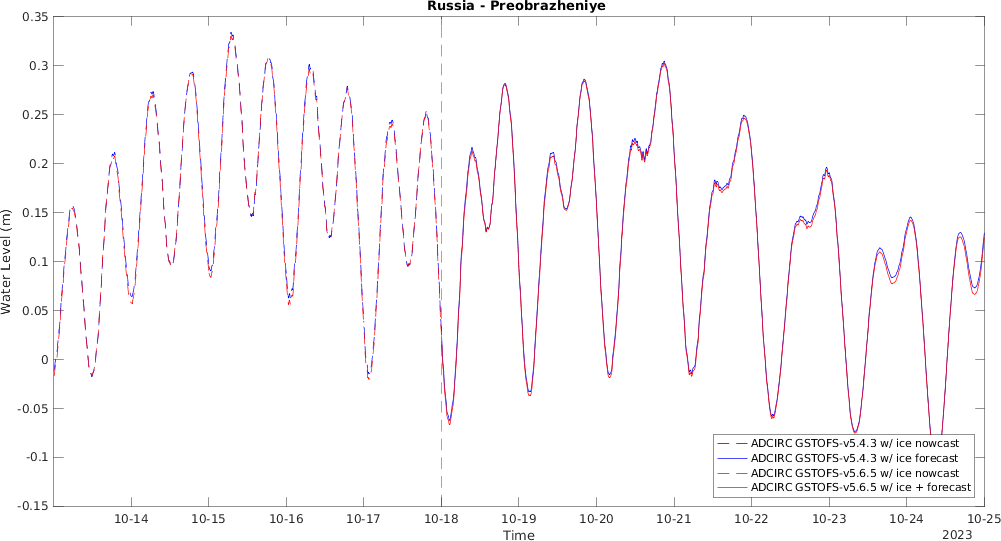 Russia - Preobrazheniye
Water Level (m)
0.35
0.3
0.25
0.2
0.15
0.1
0.05
0
-0.05
-0.1
-0.15
ADCIRC GSTOFS-v5.4.3 w/ ice nowcast
ADCIRC GSTOFS-v5.4.3 w/ ice forecast
ADCIRC GSTOFS-v5.6.5 w/ ice nowcast
ADCIRC GSTOFS-v5.6.5 w/ ice + forecast
10-14 10-15 10-16 10-17 10-18 10-19 10-20 10-21 10-22 10-23 10-24 10-25
Time
2023